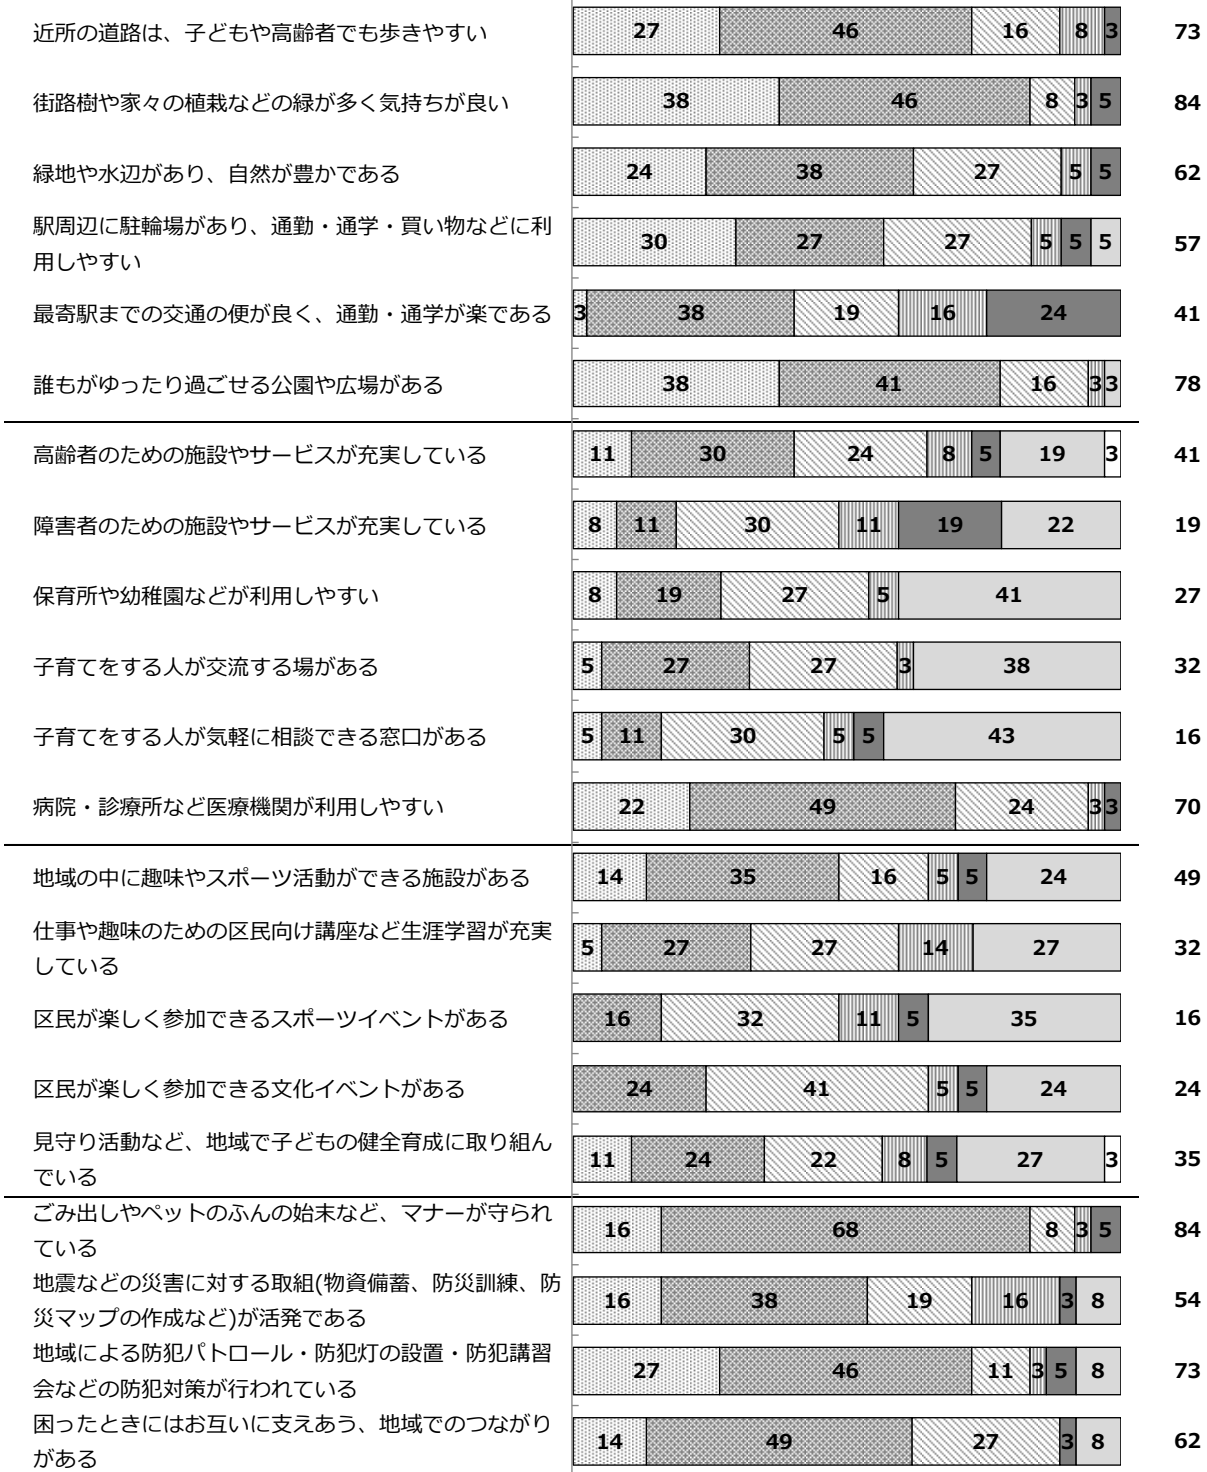 近所の道路は、子どもや高齢者でも歩きやすい 27 46 16 8 3 73
街路樹や家々の植栽などの緑が多く気持ちが良い 38 46 8 3 5 84
緑地や水辺があり、自然が豊かである 24 38 27 5 5 62
駅周辺に駐輪場があり、通勤・通学・買い物などに利
用しやすい 30 27 27 5 5 5 57
最寄駅までの交通の便が良く、通勤・通学が楽である 3 38 19 16 24 41
誰もがゆったり過ごせる公園や広場がある 38 41 16 3 3 78
高齢者のための施設やサービスが充実している 11 30 24 8 5 19 3 41
障害者のための施設やサービスが充実している 8 11 30 11 19 22 19
保育所や幼稚園などが利用しやすい 8 19 27 5 41 27
子育てをする人が交流する場がある 5 27 27 3 38 32
子育てをする人が気軽に相談できる窓口がある 5 11 30 5 5 43 16
病院・診療所など医療機関が利用しやすい 22 49 24 3 3 70
地域の中に趣味やスポーツ活動ができる施設がある 14 35 16 5 5 24 49
仕事や趣味のための区民向け講座など生涯学習が充実
している 5 27 27 14 27 32
区民が楽しく参加できるスポーツイベントがある 16 32 11 5 35 16
区民が楽しく参加できる文化イベントがある 24 41 5 5 24 24
見守り活動など、地域で子どもの健全育成に取り組ん
でいる 11 24 22 8 5 27 3 35
ごみ出しやペットのふんの始末など、マナーが守られ
ている 16 68 8 3 5 84
地震などの災害に対する取組(物資備蓄、防災訓練、防
災マップの作成など)が活発である 16 38 19 16 3 8 54
地域による防犯パトロール・防犯灯の設置・防犯講習
会などの防犯対策が行われている 27 46 11 3 5 8 73
困ったときにはお互いに支えあう、地域でのつながり
がある 14 49 27 3 8 62